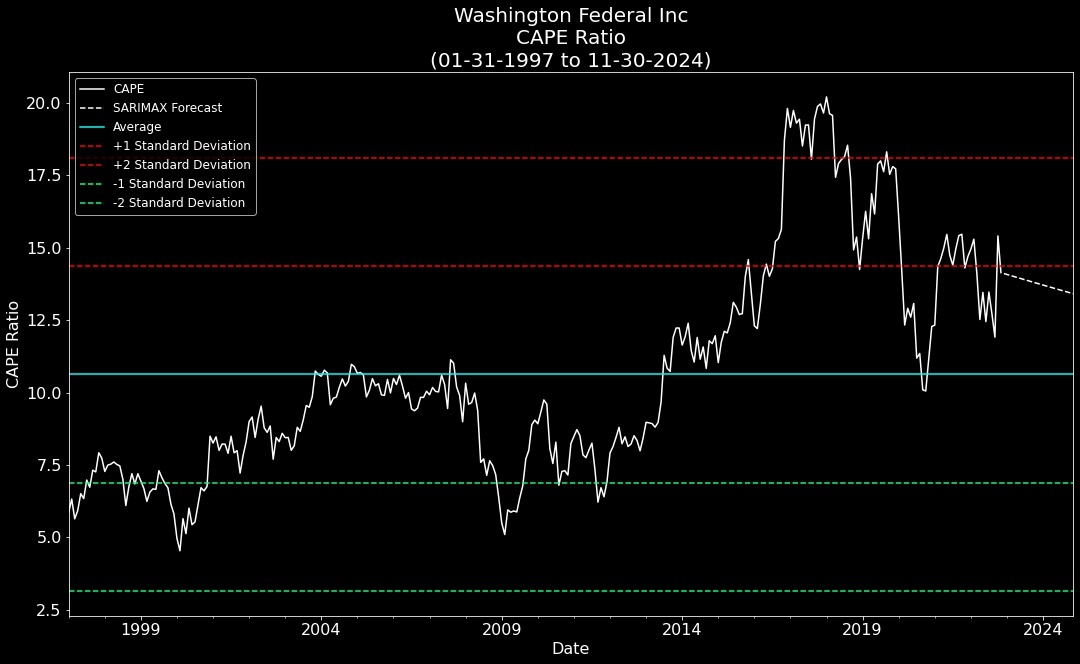 Washington Federal Inc
CAPE Ratio
(01-31-1997 to 11-30-2024)
CAPE
SARIMAX Forecast
Average
+1 Standard Deviation
+2 Standard Deviation
-1 Standard Deviation
-2 Standard Deviation
20.0
17.5
15.0
12.5
10.0
7.5
5.0
2.5
CAPE Ratio
1999
2004
2009
2014
2019
2024
Date